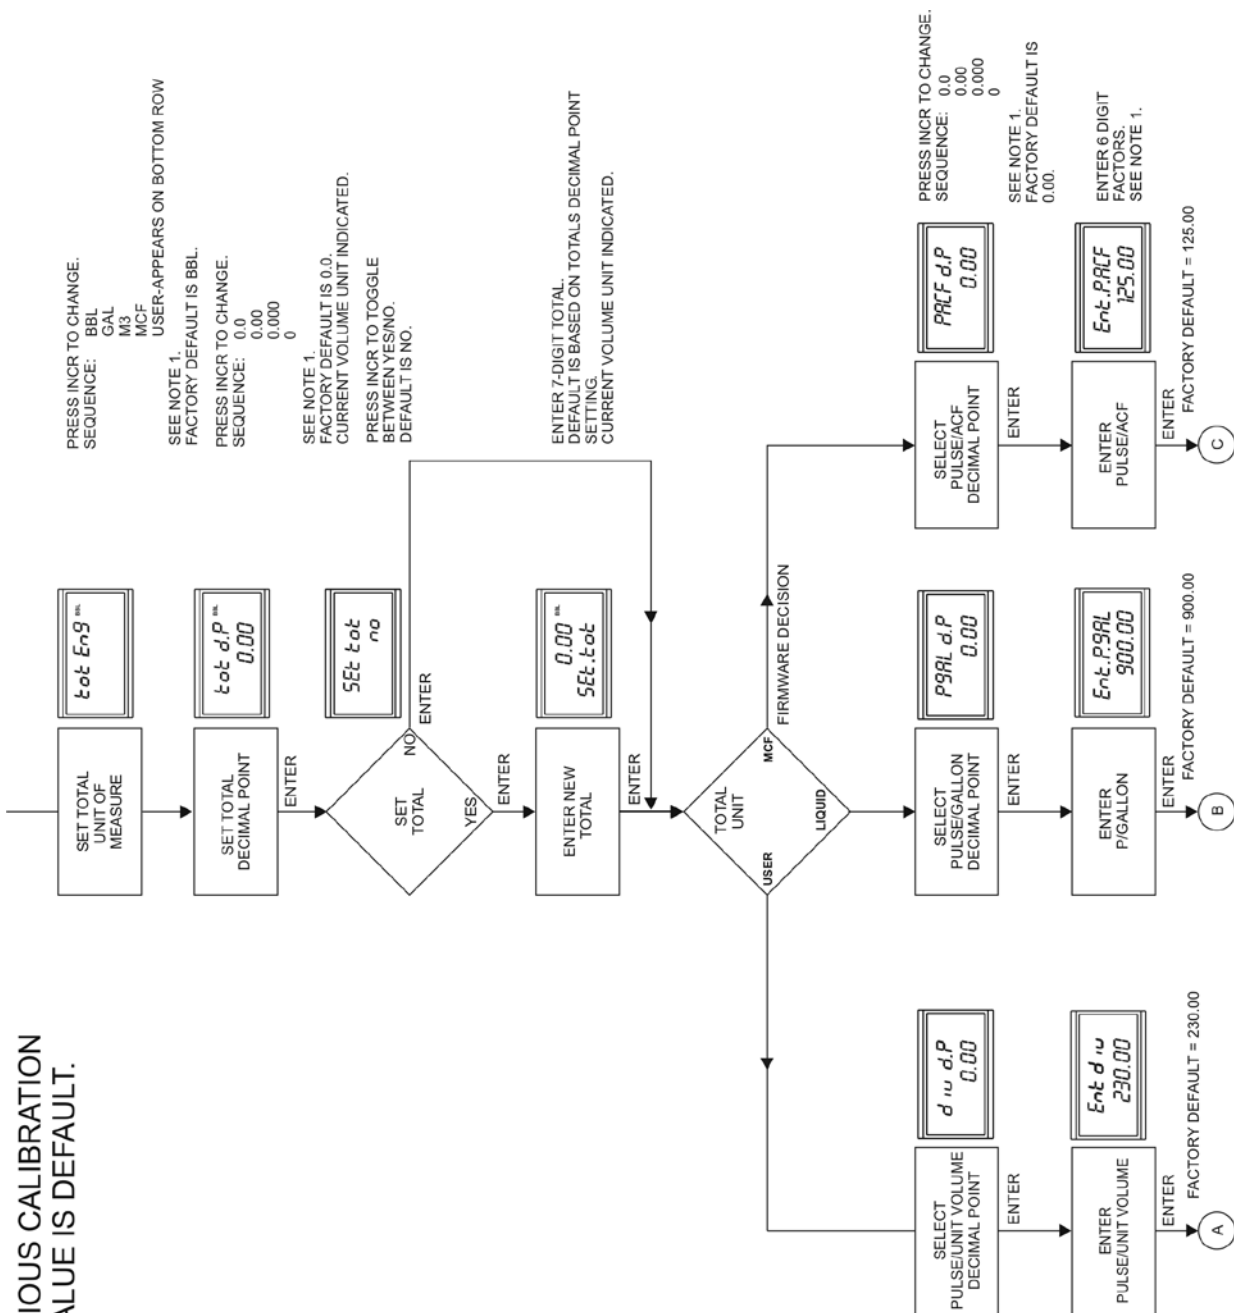 IOUS CALIBRATION
ALUE IS DEFAULT.
SET TOTAL
UNIT OF
MEASURE
tot Eng BBL
PRESS INCR TO CHANGE.
SEQUENCE: BBL
GAL
M3
MCF
USER-APPEARS ON BOTTOM ROW
SEE NOTE 1.
FACTORY DEFAULT IS BBL.
SET TOTAL
DECIMAL POINT
tot d.P BBL
0.00
PRESS INCR TO CHANGE.
SEQUENCE: 0.0
0.00
0.000
0
SEE NOTE 1.
FACTORY DEFAULT IS 0.0.
CURRENT VOLUME UNIT INDICATED.
ENTER
SET
TOTAL
NO
YES
SEt tot
no
PRESS INCR TO TOGGLE
BETWEEN YES/NO.
DEFAULT IS NO.
ENTER
ENTER
ENTER NEW
TOTAL
0.00 BBL
SEt.tot
ENTER 7-DIGIT TOTAL.
DEFAULT IS BASED ON TOTALS DECIMAL POINT
SETTING.
CURRENT VOLUME UNIT INDICATED.
ENTER
TOTAL
UNIT
USER
LIQUID
MCF
FIRMWARE DECISION
SELECT
PULSE/UNIT VOLUME
DECIMAL POINT
div d.P
0.00
ENTER
ENTER
PULSE/UNIT VOLUME
Ent div
230.00
ENTER
FACTORY DEFAULT = 230.00
A
SELECT
PULSE/GALLON
DECIMAL POINT
PgAL d.P
0.00
ENTER
ENTER
P/GALLON
Ent.PgAL
900.00
ENTER
FACTORY DEFAULT = 900.00
B
SELECT
PULSE/ACF
DECIMAL POINT
PACF d.P
0.00
PRESS INCR TO CHANGE.
SEQUENCE: 0.0
0.00
0.000
0
SEE NOTE 1.
FACTORY DEFAULT IS
0.00.
ENTER
ENTER
PULSE/ACF
Ent.PACF
125.00
ENTER 6 DIGIT
FACTORS.
SEE NOTE 1.
ENTER
FACTORY DEFAULT = 125.00
C